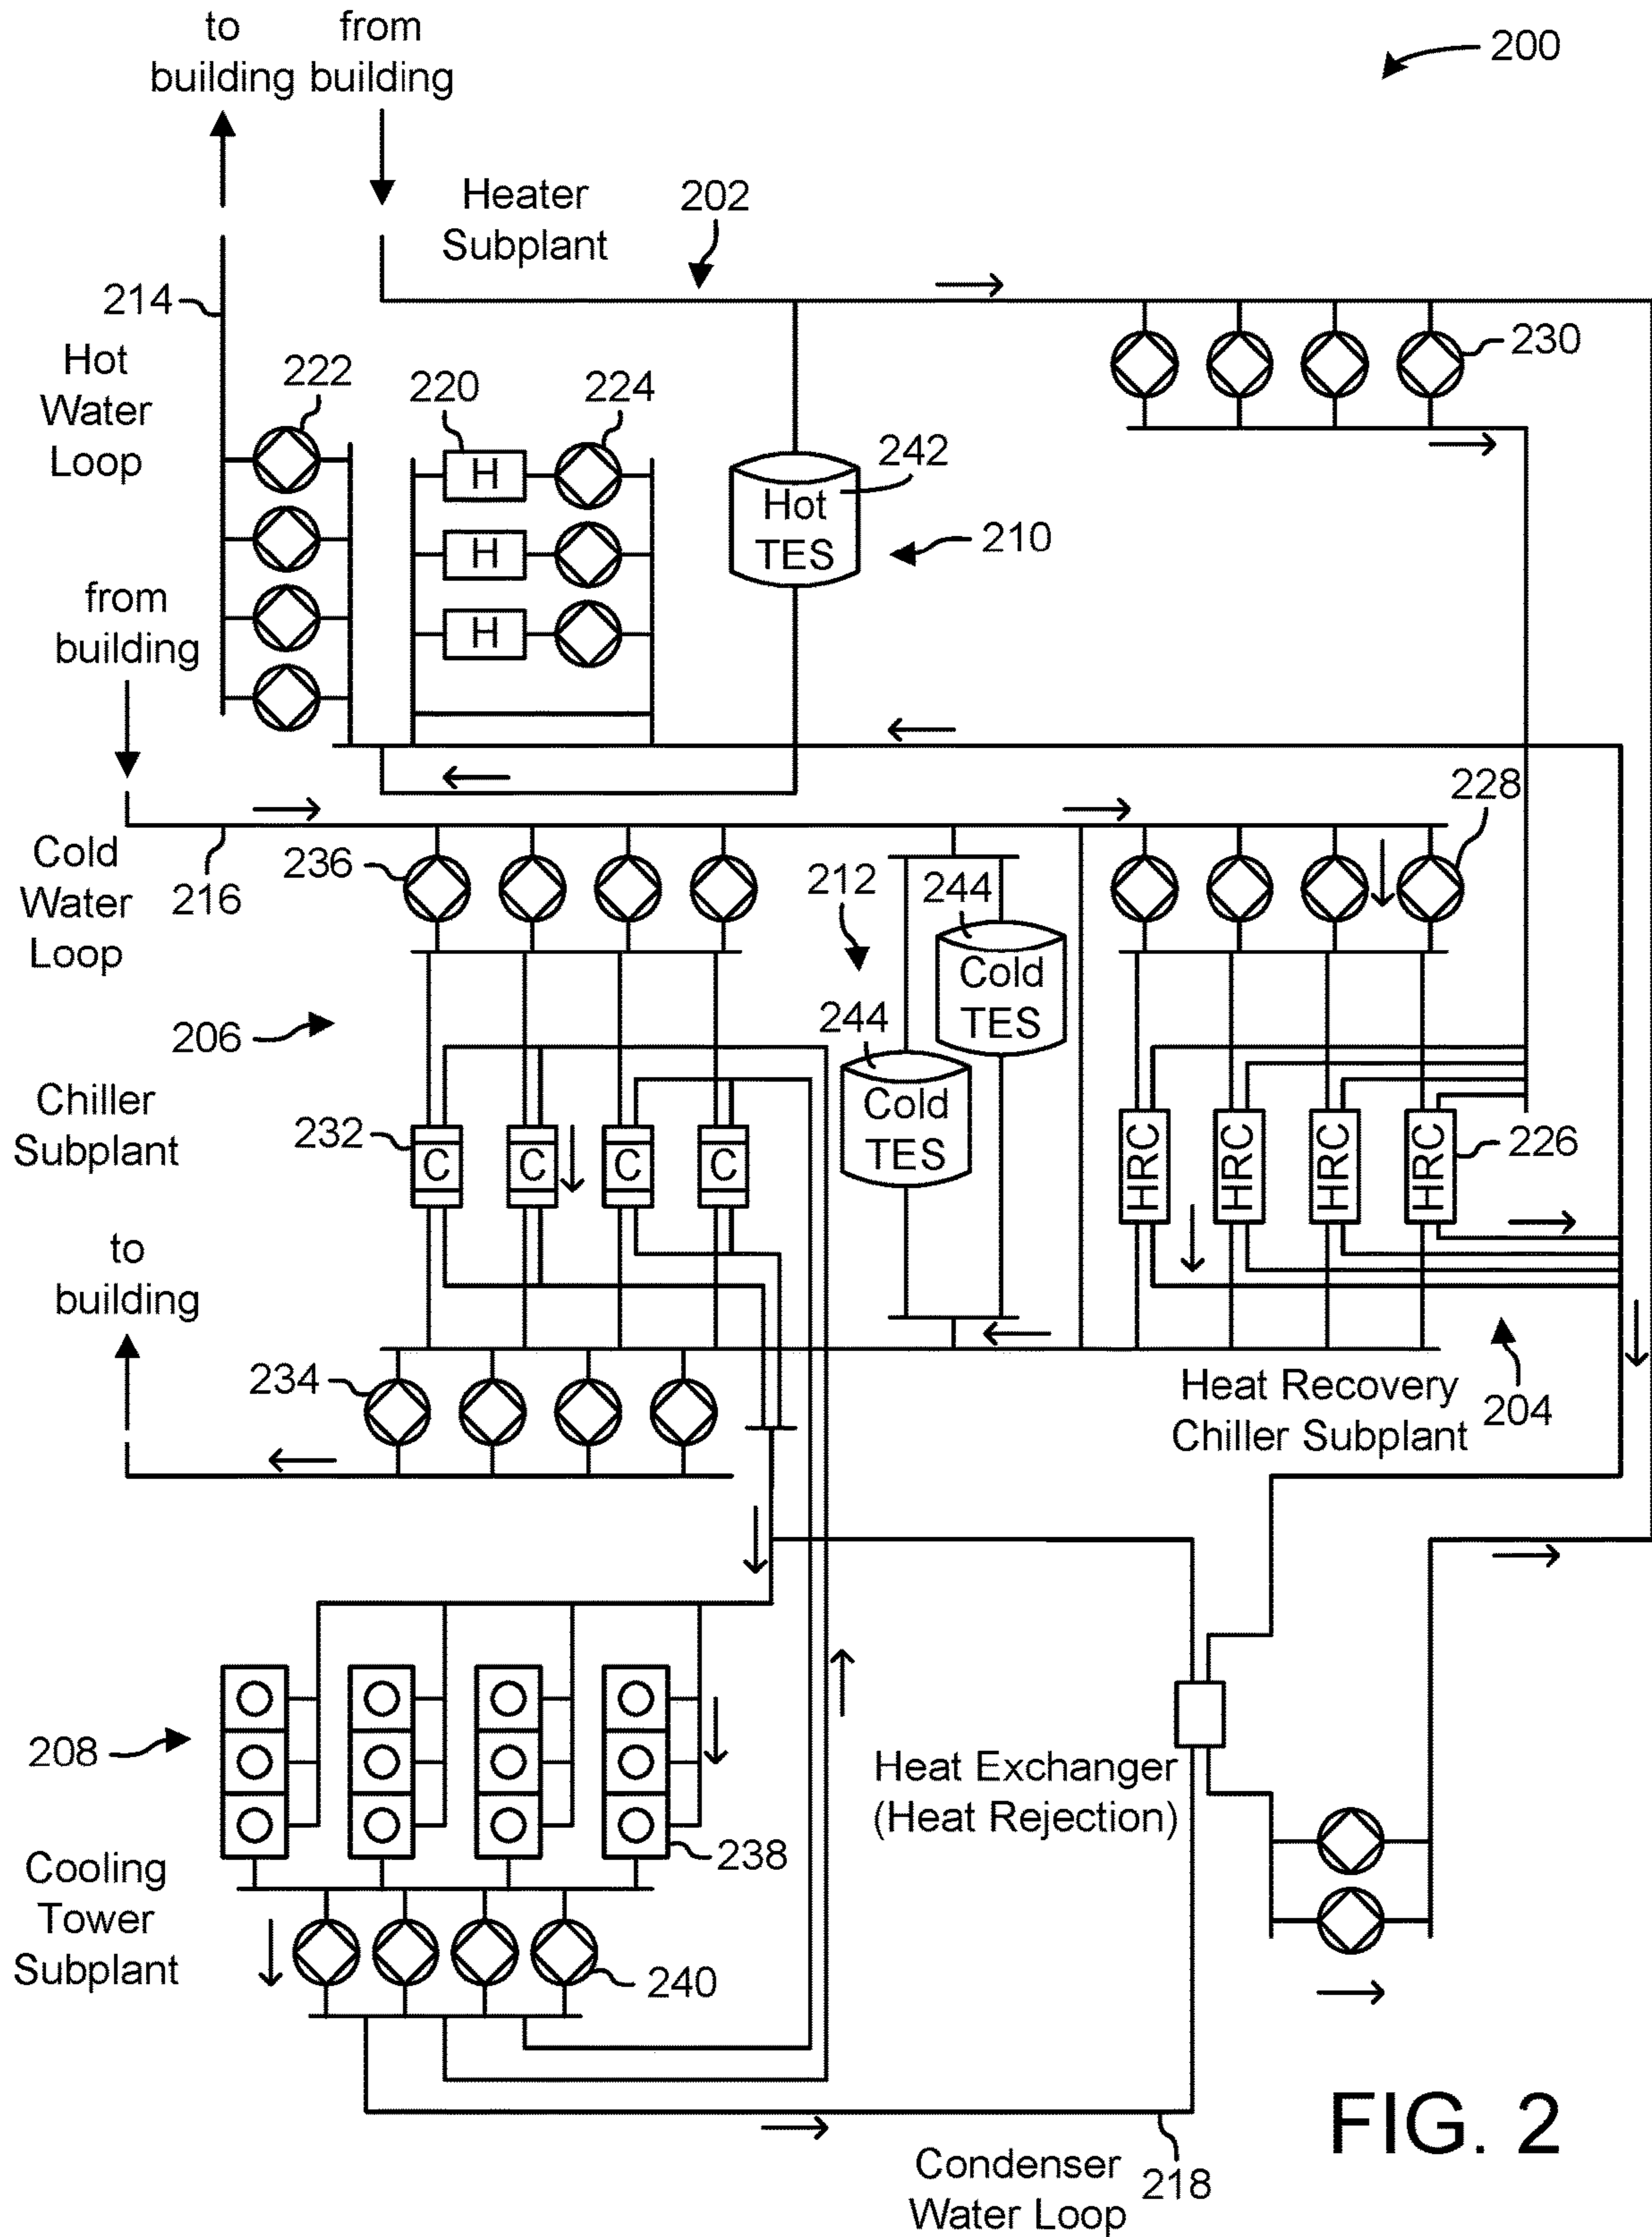 to
building
from
building
200
Heater
Subplant
202
214
Hot
Water
Loop
222
220
224
230
H
H
H
Hot
TES
242
210
from
building
228
Cold
Water
Loop
216
236
212
244
Cold
TES
244
Cold
TES
206
Chiller
Subplant
232
C
C
C
C
HRC
HRC
HRC
HRC
226
to
building
234
Heat Recovery
Chiller Subplant
204
208
Heat Exchanger
(Heat Rejection)
238
Cooling
Tower
Subplant
240
Condenser
Water Loop
218
FIG. 2